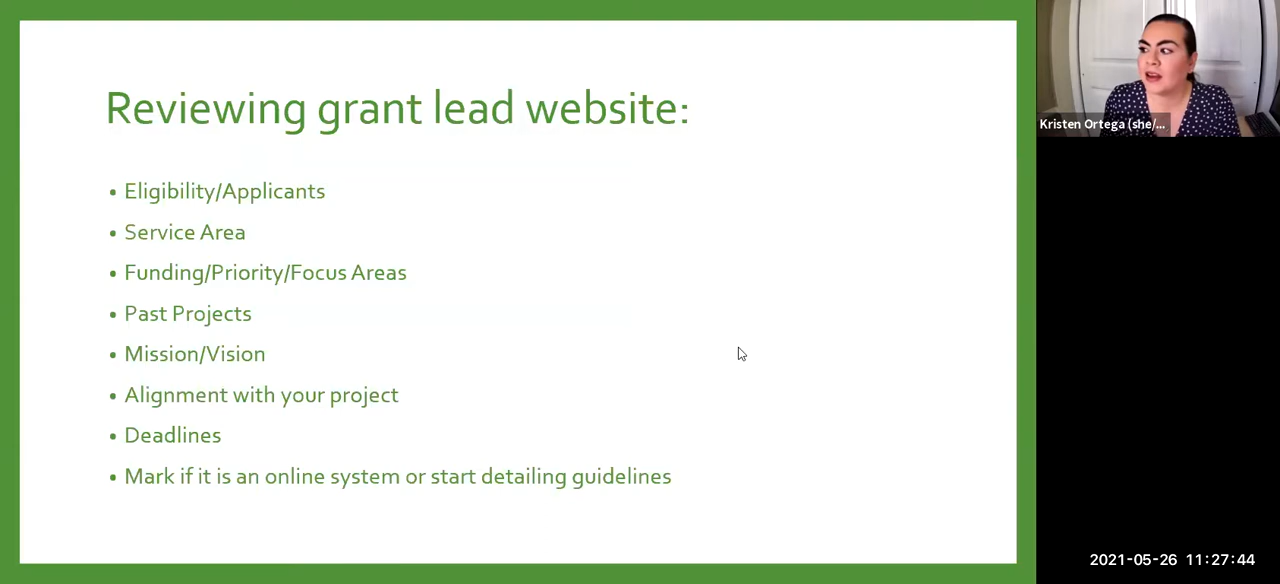 Reviewing grant lead website:
• Eligibility/Applicants
• Service Area
• Funding/Priority/Focus Areas
• Past Projects
• Mission/Vision
• Alignment with your project
• Deadlines
• Mark if it is an online system or start detailing guidelines
Kristen Ortega (she/...
2021-05-26 11:27:44